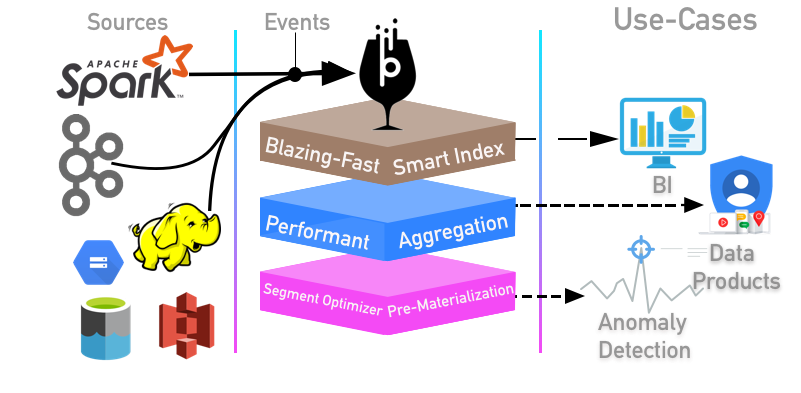 Sources
Events
Use-Cases
APACHE
Spark™
b
Blazing-Fast
Smart Index
BI
Performant
Aggregation
Data
Products
Segment Optimizer
Pre-Materialization
Anomaly
Detection